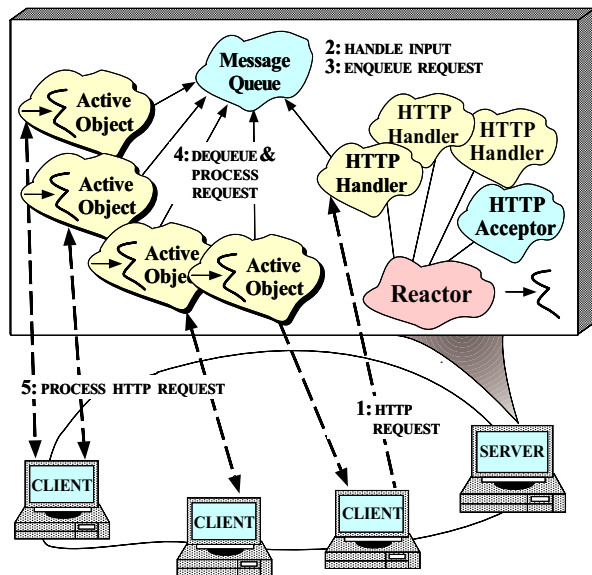 Message
Queue
2: HANDLE INPUT
3: ENQUEUE REQUEST
Active
Object
HTTP
Handler
HTTP
Handler
4: DEQUEUE &
PROCESS
REQUEST
HTTP
Handler
Active
Object
HTTP
Acceptor
Active
Object
Active
Object
Reactor
5: PROCESS HTTP REQUEST
1: HTTP
REQUEST
SERVER
CLIENT
CLIENT
CLIENT